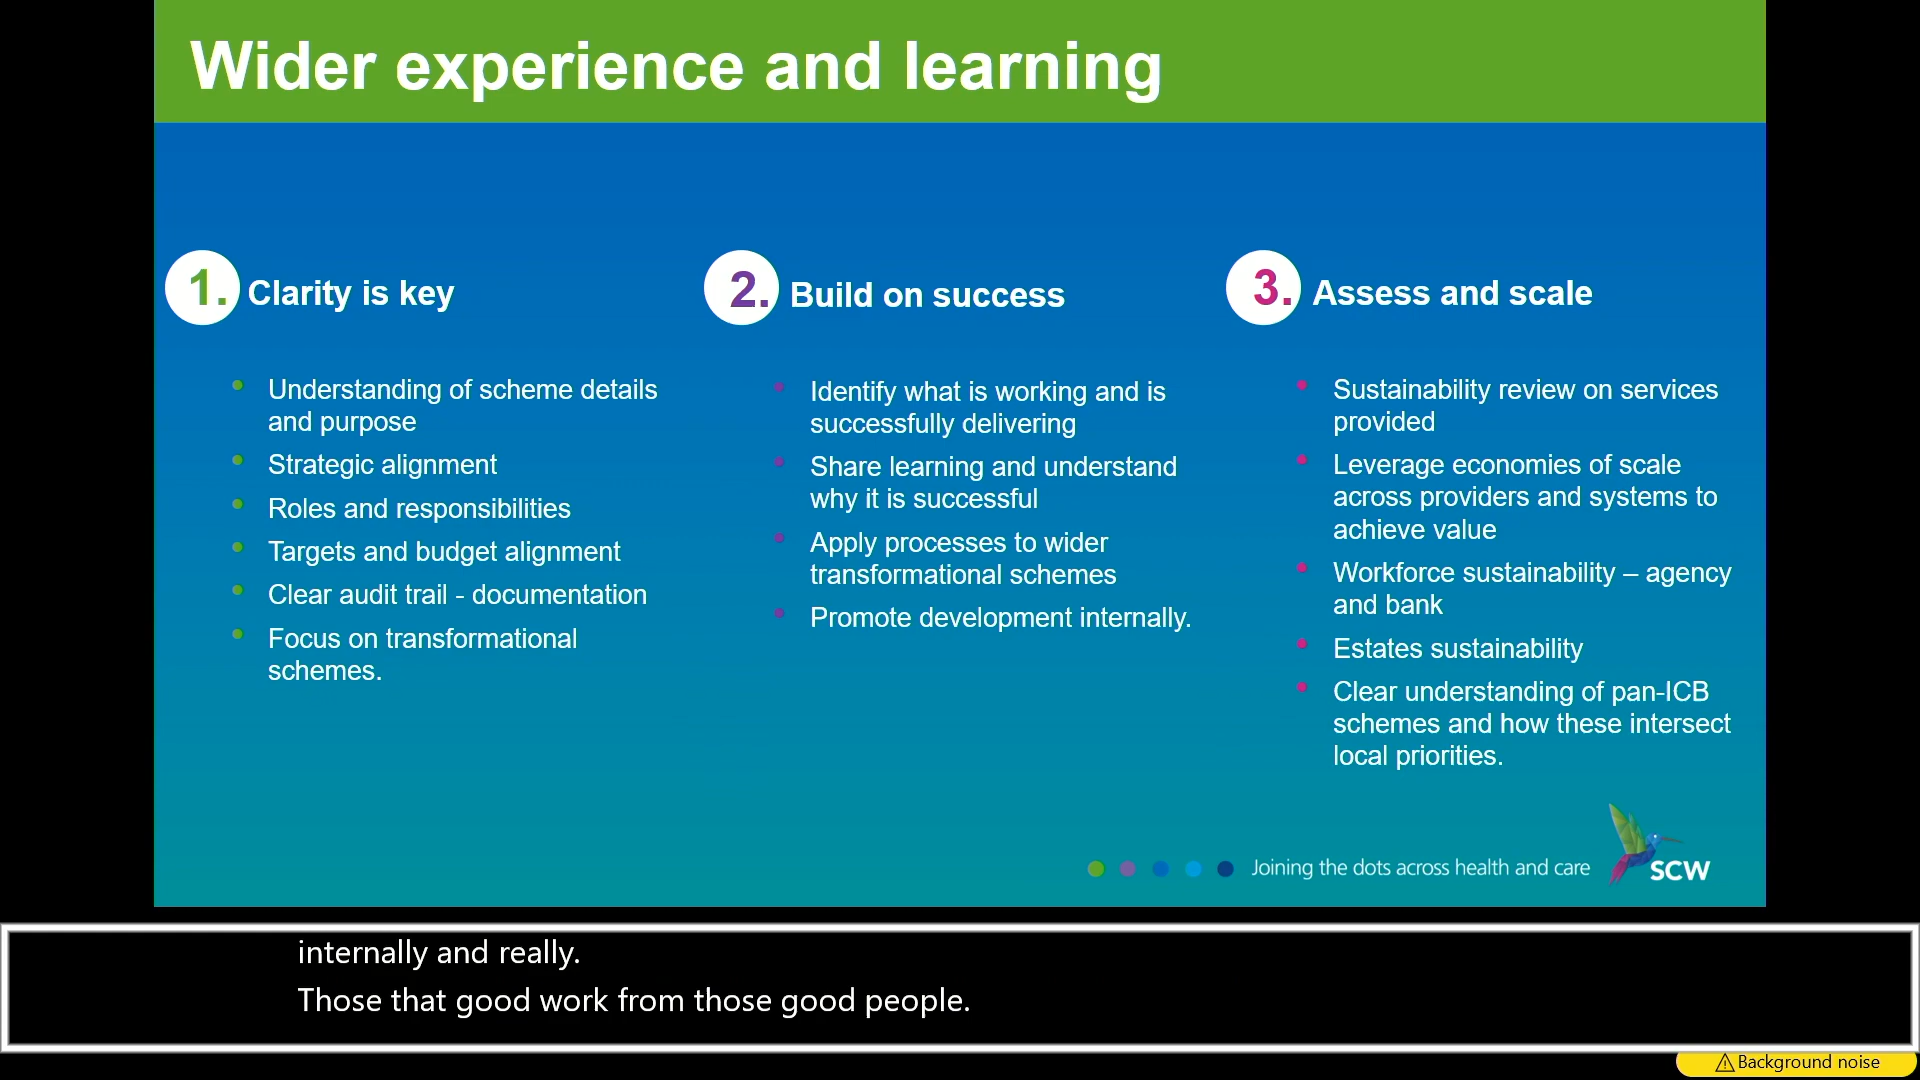 Wider experience and learning
1. Clarity is key
Understanding of scheme details
and purpose
Strategic alignment
Roles and responsibilities
Targets and budget alignment
Clear audit trail - documentation
Focus on transformational
schemes.
2. Build on success
Identify what is working and is
successfully delivering
Share learning and understand
why it is successful
Apply processes to wider
transformational schemes
Promote development internally.
3. Assess and scale
Sustainability review on services
provided
Leverage economies of scale
across providers and systems to
achieve value
Workforce sustainability – agency
and bank
Estates sustainability
Clear understanding of pan-ICB
schemes and how these intersect
local priorities.
Joining the dots across health and care
SCW
internally and really.
Those that good work from those good people.
Background noise